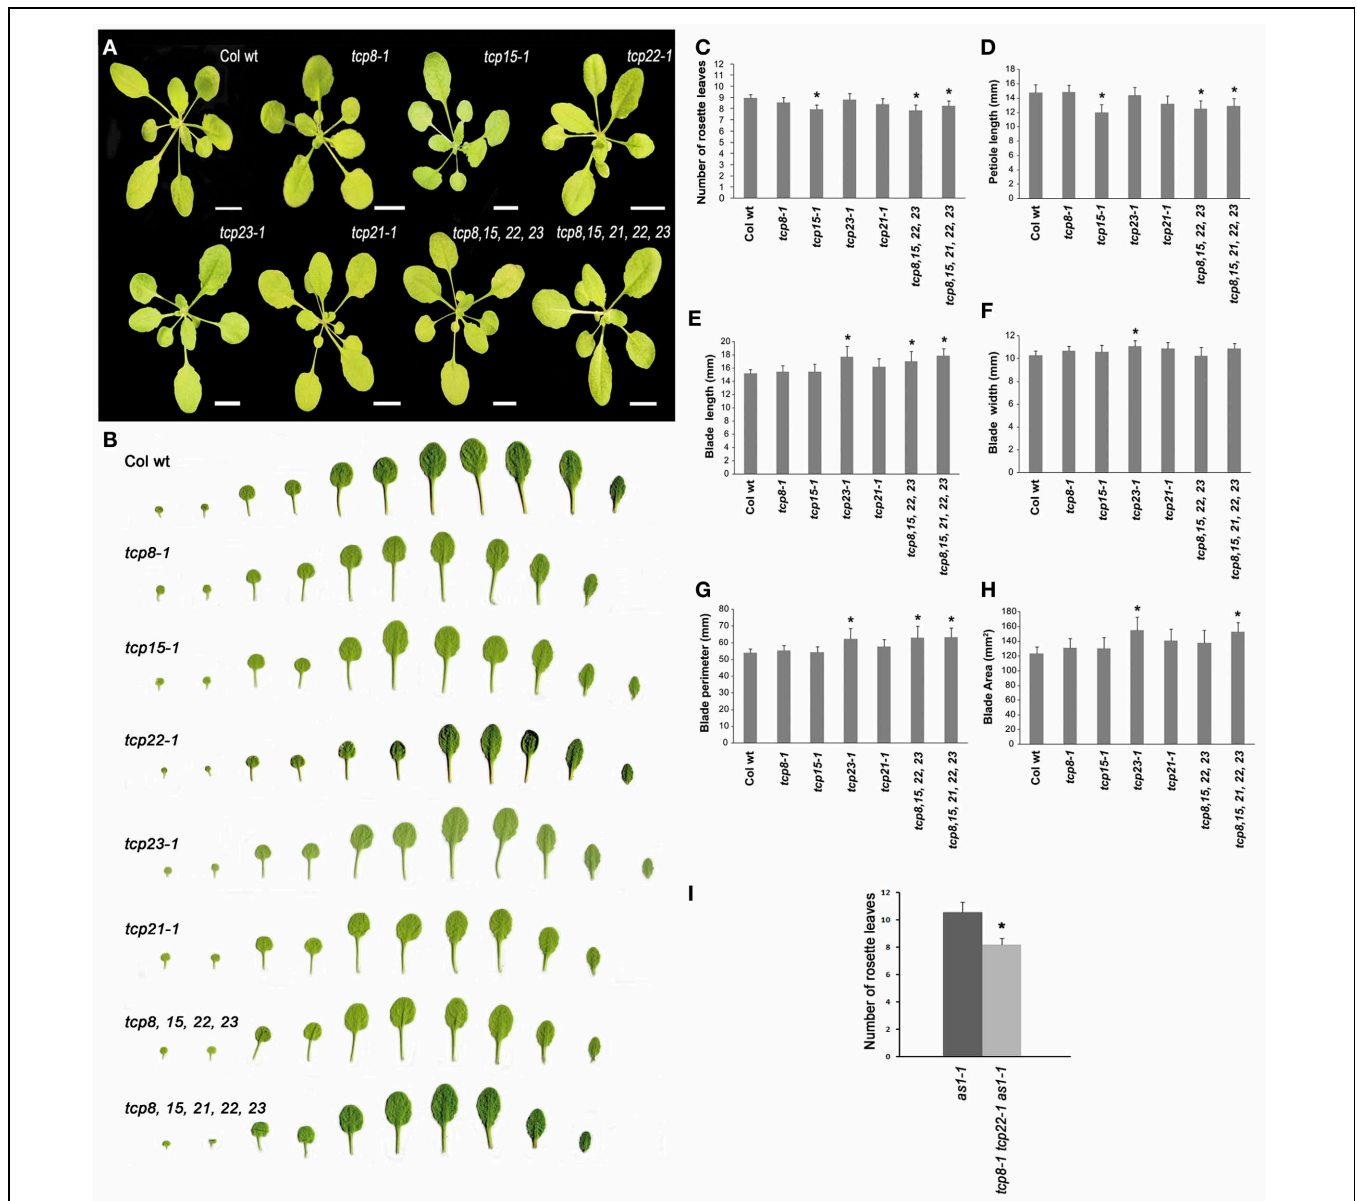 A
Col wt
tcp8-1
tcp15-1
tcp22-1
tcp23-1
tcp21-1
tcp8,15, 22, 23
tcp8,15, 21, 22, 23
B
Col wt
tcp8-1
tcp15-1
tcp22-1
tcp23-1
tcp21-1
tcp8, 15, 22, 23
tcp8, 15, 21, 22, 23
C
Number of rosette leaves
12
11
10
9
8
7
6
5
4
3
2
1
0
* * *
Col wt
tcp8-1
tcp15-1
tcp23-1
tcp21-1
tcp8,15, 22, 23
tcp8,15, 21, 22, 23
D
Petiole length (mm)
18
16
14
12
10
8
6
4
2
0
* * *
Col wt
tcp8-1
tcp15-1
tcp23-1
tcp21-1
tcp8,15, 22, 23
tcp8,15, 21, 22, 23
E
Blade length (mm)
20
18
16
14
12
10
8
6
4
2
0
* * *
Col wt
tcp8-1
tcp15-1
tcp23-1
tcp21-1
tcp8,15, 22, 23
tcp8,15, 21, 22, 23
F
Blade width (mm)
12
10
8
6
4
2
0
*
Col wt
tcp8-1
tcp15-1
tcp23-1
tcp21-1
tcp8,15, 22, 23
tcp8,15, 21, 22, 23
G
Blade perimeter (mm)
80
70
60
50
40
30
20
10
0
* * *
Col wt
tcp8-1
tcp15-1
tcp23-1
tcp21-1
tcp8,15, 22, 23
tcp8,15, 21, 22, 23
H
Blade Area (mm²)
180
160
140
120
100
80
60
40
20
0
* *
Col wt
tcp8-1
tcp15-1
tcp23-1
tcp21-1
tcp8,15, 22, 23
tcp8,15, 21, 22, 23
I
Number of rosette leaves
12
10
8
6
4
2
0
*
as1-1
tcp8-1 tcp22-1 as1-1